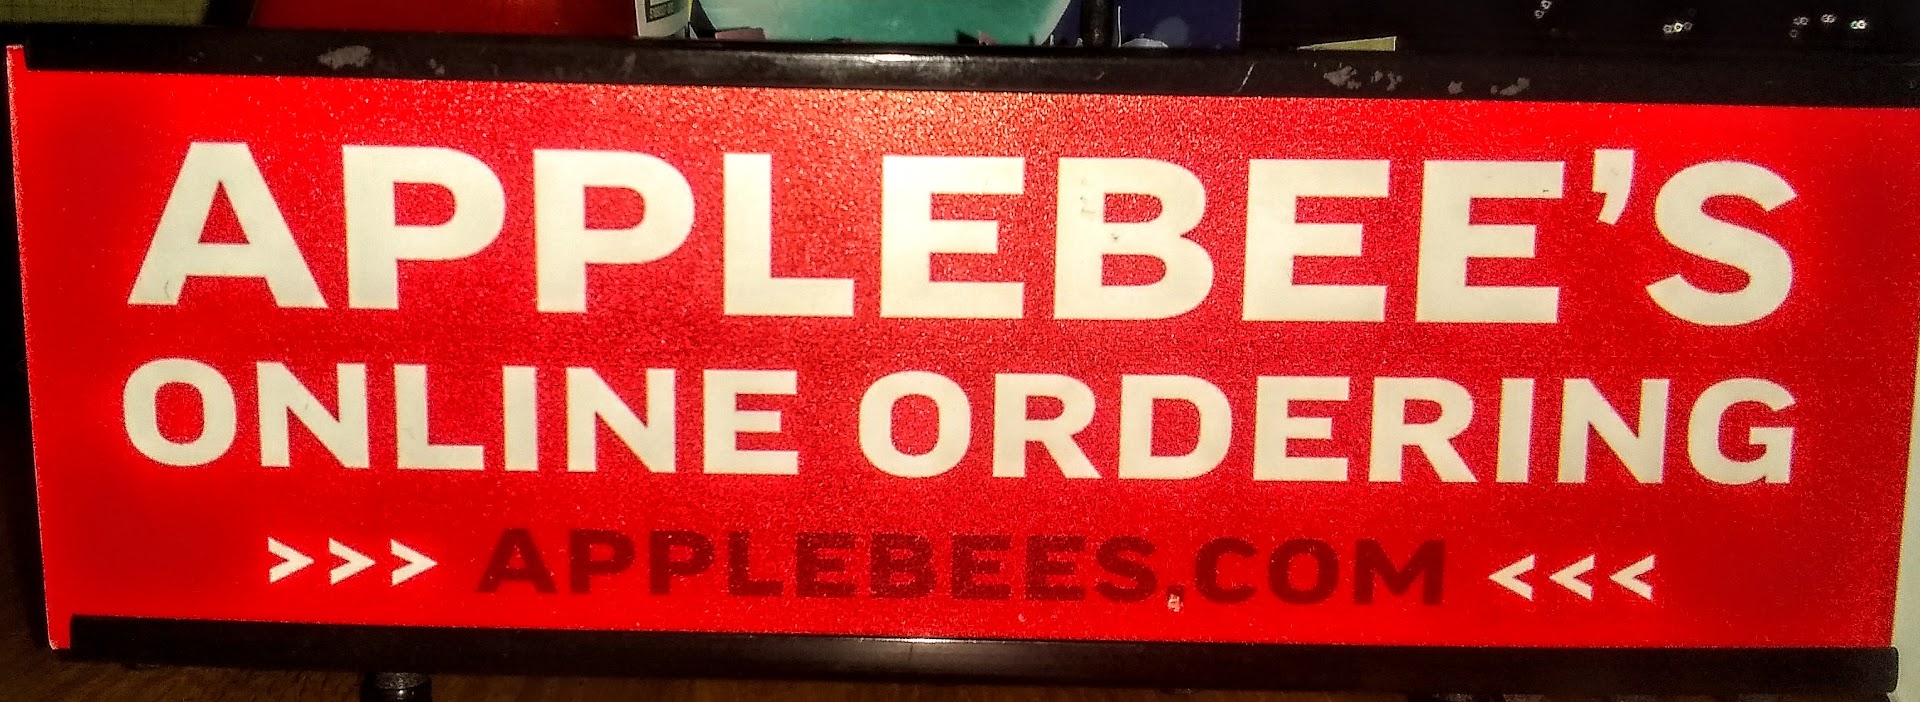 APPLEBEE'S
ONLINE ORDERING
>>> APPLEBEES.COM <<<